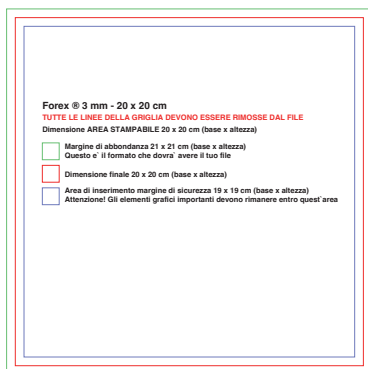 Forex ® 3 mm - 20 x 20 cm
TUTTE LE LINEE DELLA GRIGLIA DEVONO ESSERE RIMOSSE DAL FILE
Dimensione AREA STAMPABILE 20 x 20 cm (base x altezza)
Margine di abbondanza 21 x 21 cm (base x altezza)
Questo e` il formato che dovra` avere il tuo file
Dimensione finale 20 x 20 cm (base x altezza)
Area di inserimento margine di sicurezza 19 x 19 cm (base x altezza)
Attenzione! Gli elementi grafici importanti devono rimanere entro quest`area